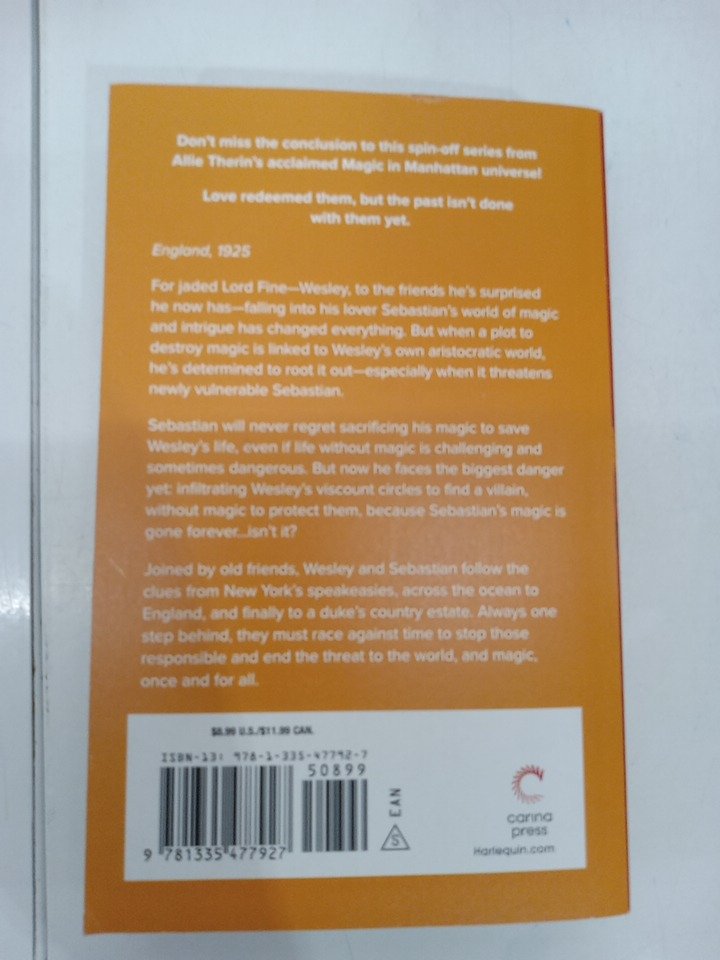 Don't miss the conclusion to this spin-off series from
Allie Therin's acclaimed Magic in Manhattan universe!
Love redeemed them, but the past isn't done
with them yet.
England, 1925
For jaded Lord Fine—Wesley, to the friends he's surprised
he now has—falling into his lover Sebastian's world of magic
and intrigue has changed everything. But when a plot to
destroy magic is linked to Wesley's own aristocratic world,
he's determined to root it out—especially when it threatens
newly vulnerable Sebastian.
Sebastian will never regret sacrificing his magic to save
Wesley's life, even if life without magic is challenging and
sometimes dangerous. But now he faces the biggest danger
yet: infiltrating Wesley's viscount circles to find a villain,
without magic to protect them, because Sebastian's magic is
gone forever...isn't it?
Joined by old friends, Wesley and Sebastian follow the
clues from New York's speakeasies, across the ocean to
England, and finally to a duke's country estate. Always one
step behind, they must race against time to stop those
responsible and end the threat to the world, and magic,
once and for all.
$8.99 U.S./$11.99 CAN.
ISBN-13: 978-1-335-47792-7
50899
9 781335 477927
EAN
S
carina
press
Harlequin.com